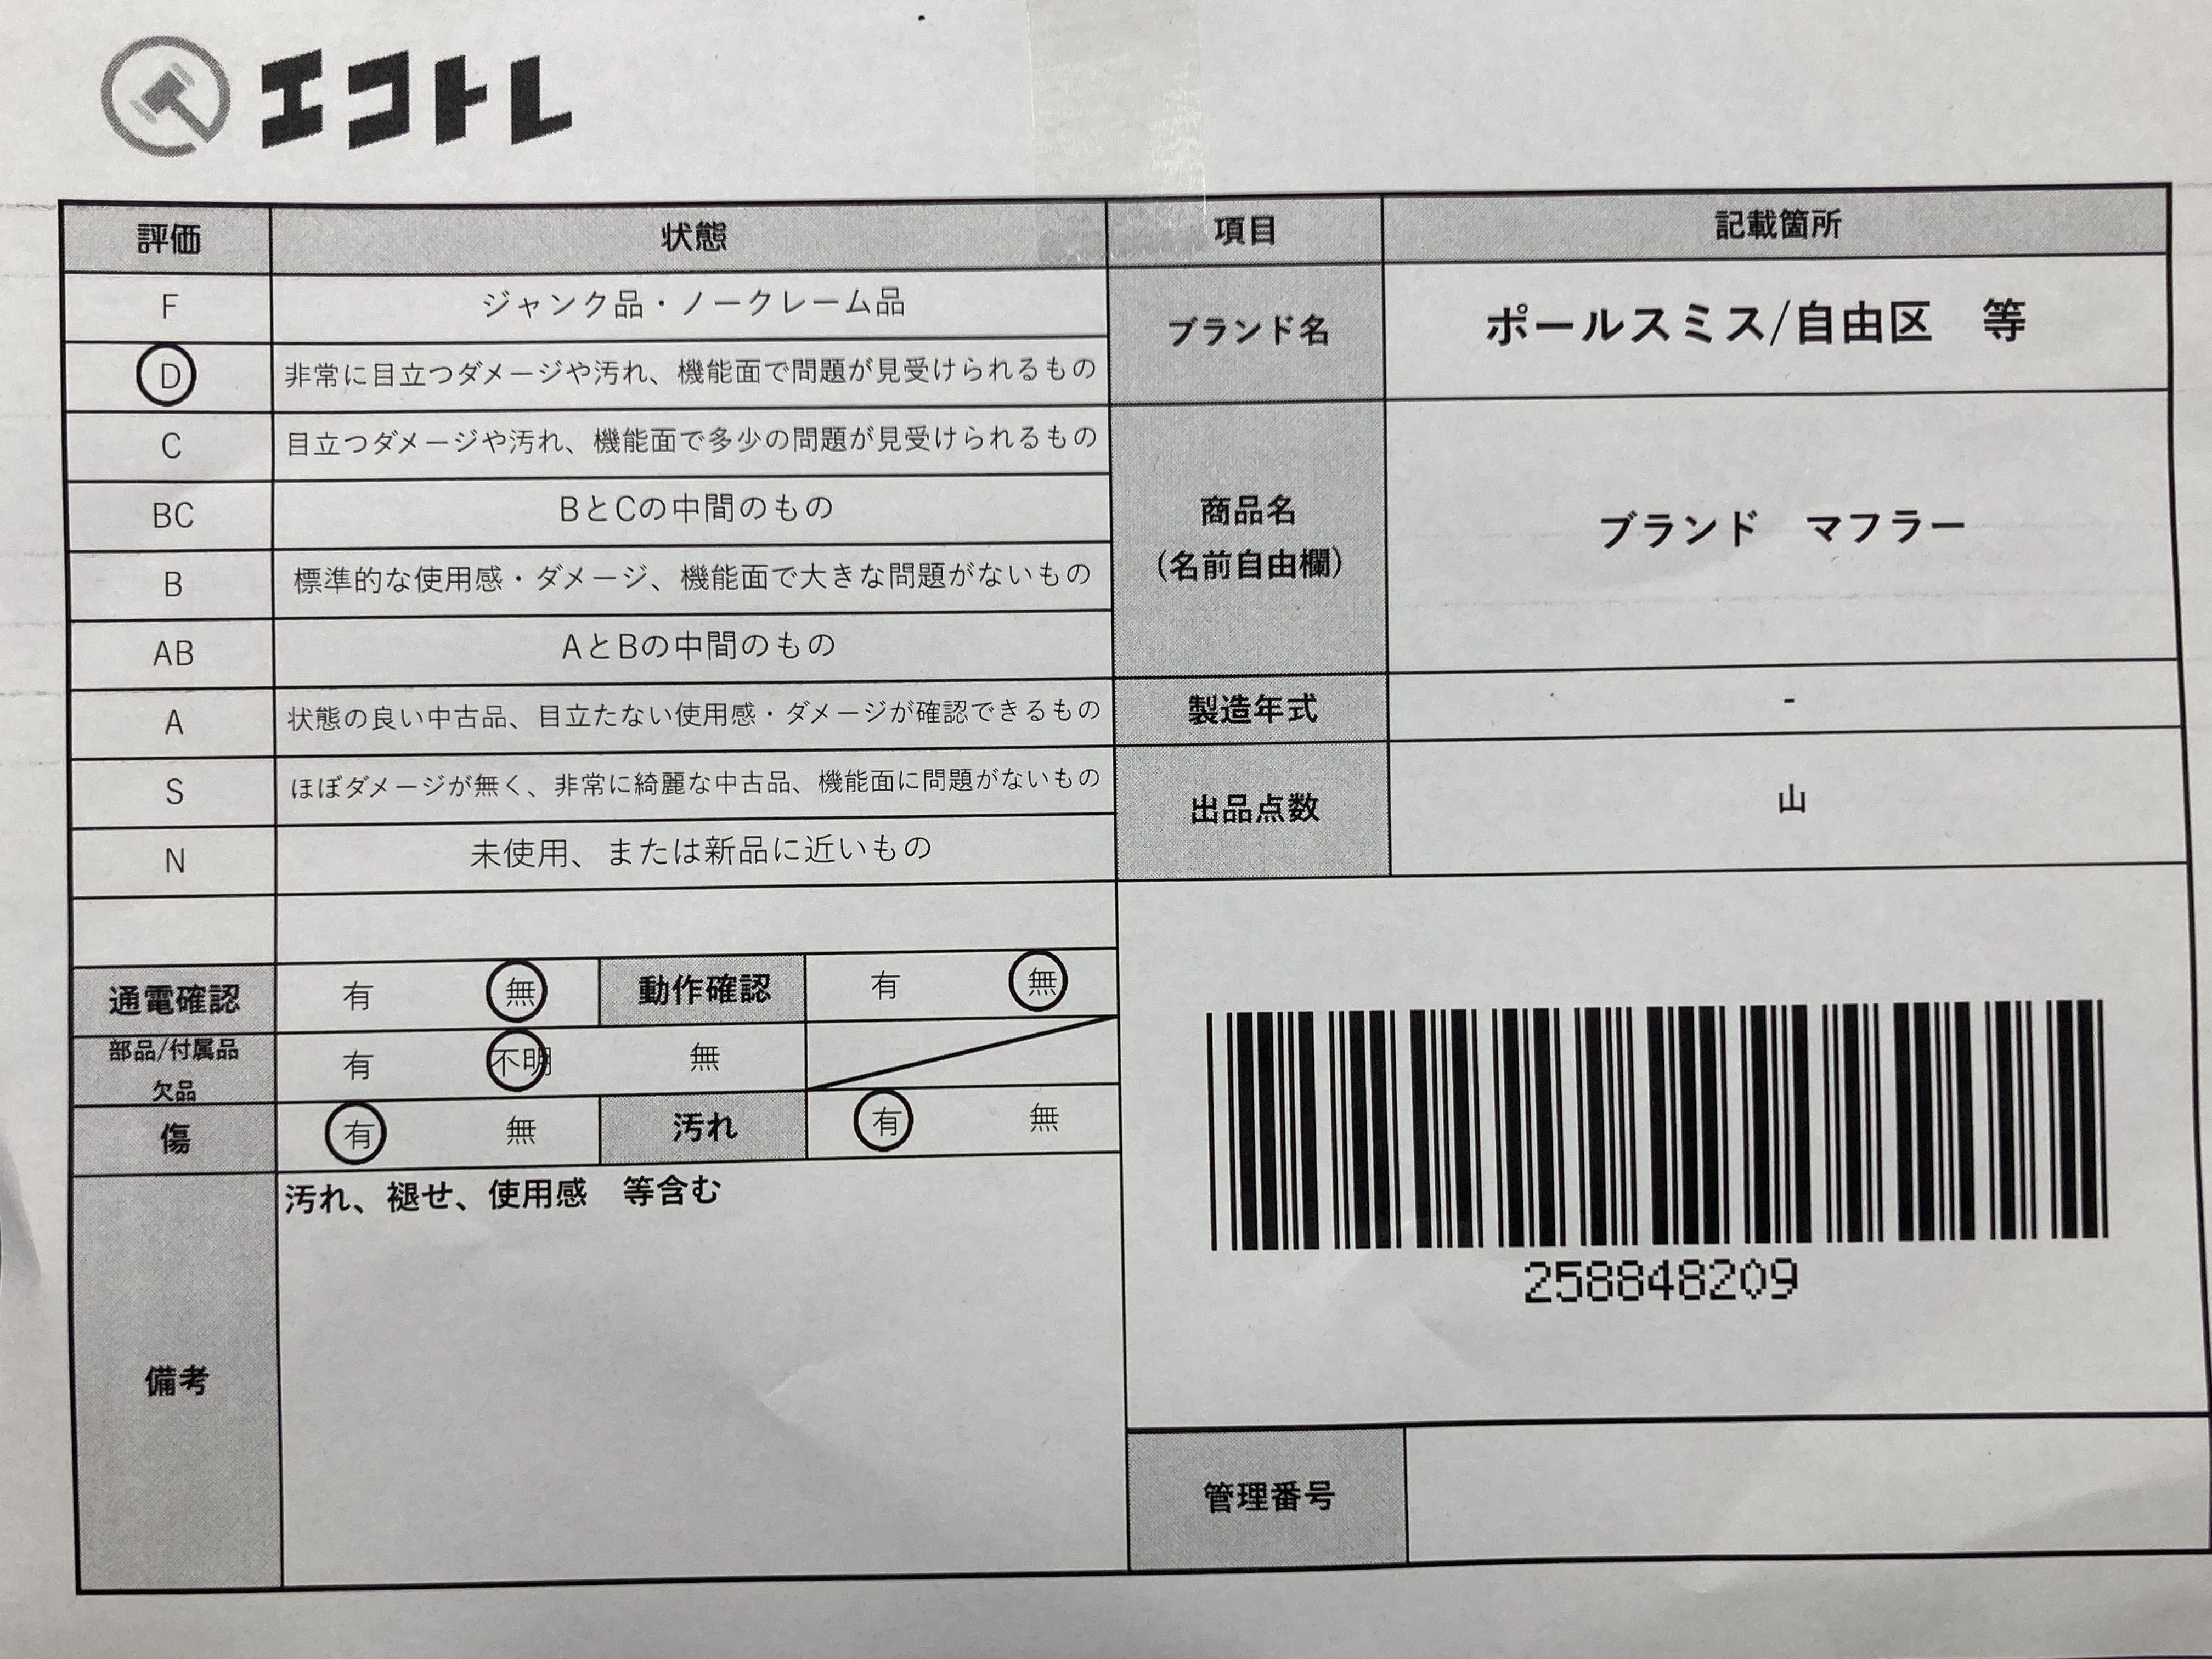 エコトレ
評価 状態 項目 記載箇所
F ジャンク品・ノークレーム品
ブランド名 ポールスミス/自由区 等
D 非常に目立つダメージや汚れ、機能面で問題が見受けられるもの
C 目立つダメージや汚れ、機能面で多少の問題が見受けられるもの
BC BとCの中間のもの
商品名
(名前自由欄)
ブランド マフラー
B 標準的な使用感・ダメージ、機能面で大きな問題がないもの
AB AとBの中間のもの
A 状態の良い中古品、目立たない使用感・ダメージが確認できるもの
製造年式 -
S ほぼダメージが無く、非常に綺麗な中古品、機能面に問題がないもの
出品点数 山
N 未使用、または新品に近いもの
通電確認 有 無 動作確認 有 無
部品/付属品
欠品
有 不明 無
傷 有 無 汚れ 有 無
備考
汚れ、褪せ、使用感 等含む
258848209
管理番号